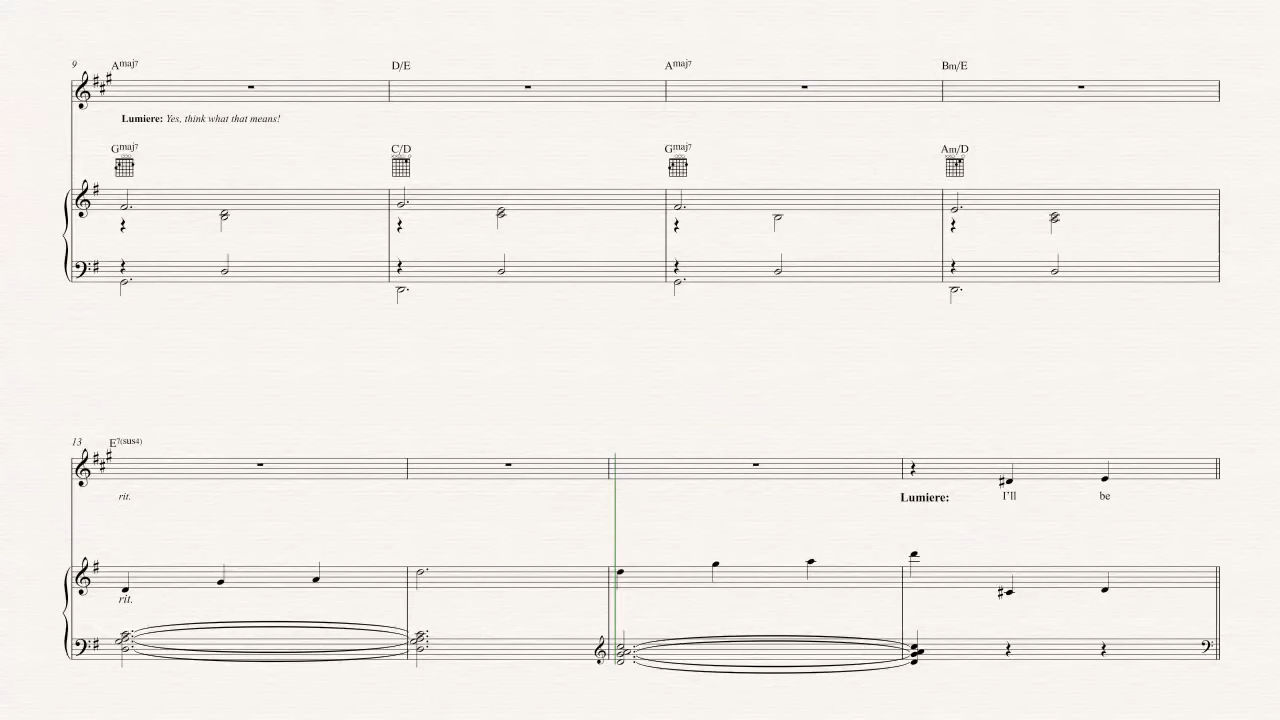 9 Amaj7 D/E Amaj7 Bm/E
Lumiere: Yes, think what that means!
Gmaj7 C/D Gmaj7 Am/D
13 E7(sus4)
rit. Lumiere: I'll be
rit.